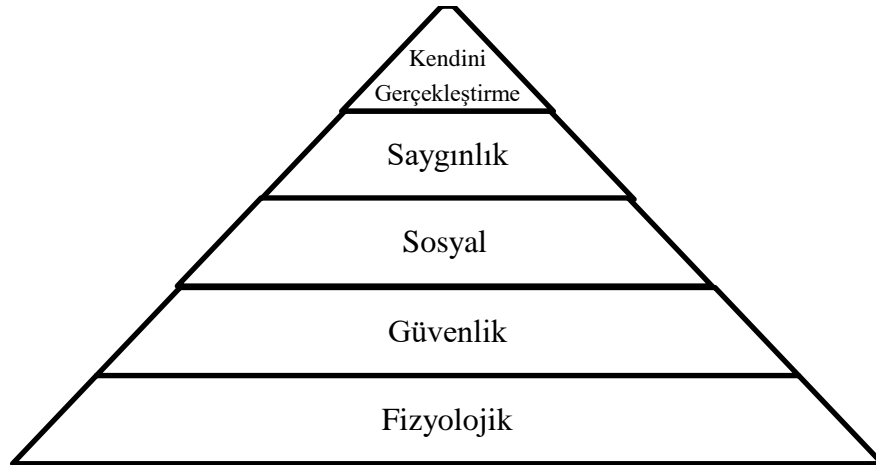 Kendini
Gerçekleştirme
Saygınlık
Sosyal
Güvenlik
Fizyolojik